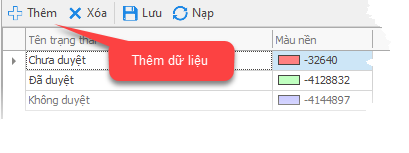 Thêm Xóa Lưu Nạp
Tên trạng thá Màu nền
Chưa duyệt -32640
Thêm dữ liệu
Đã duyệt -4128832
Không duyệt -4144897